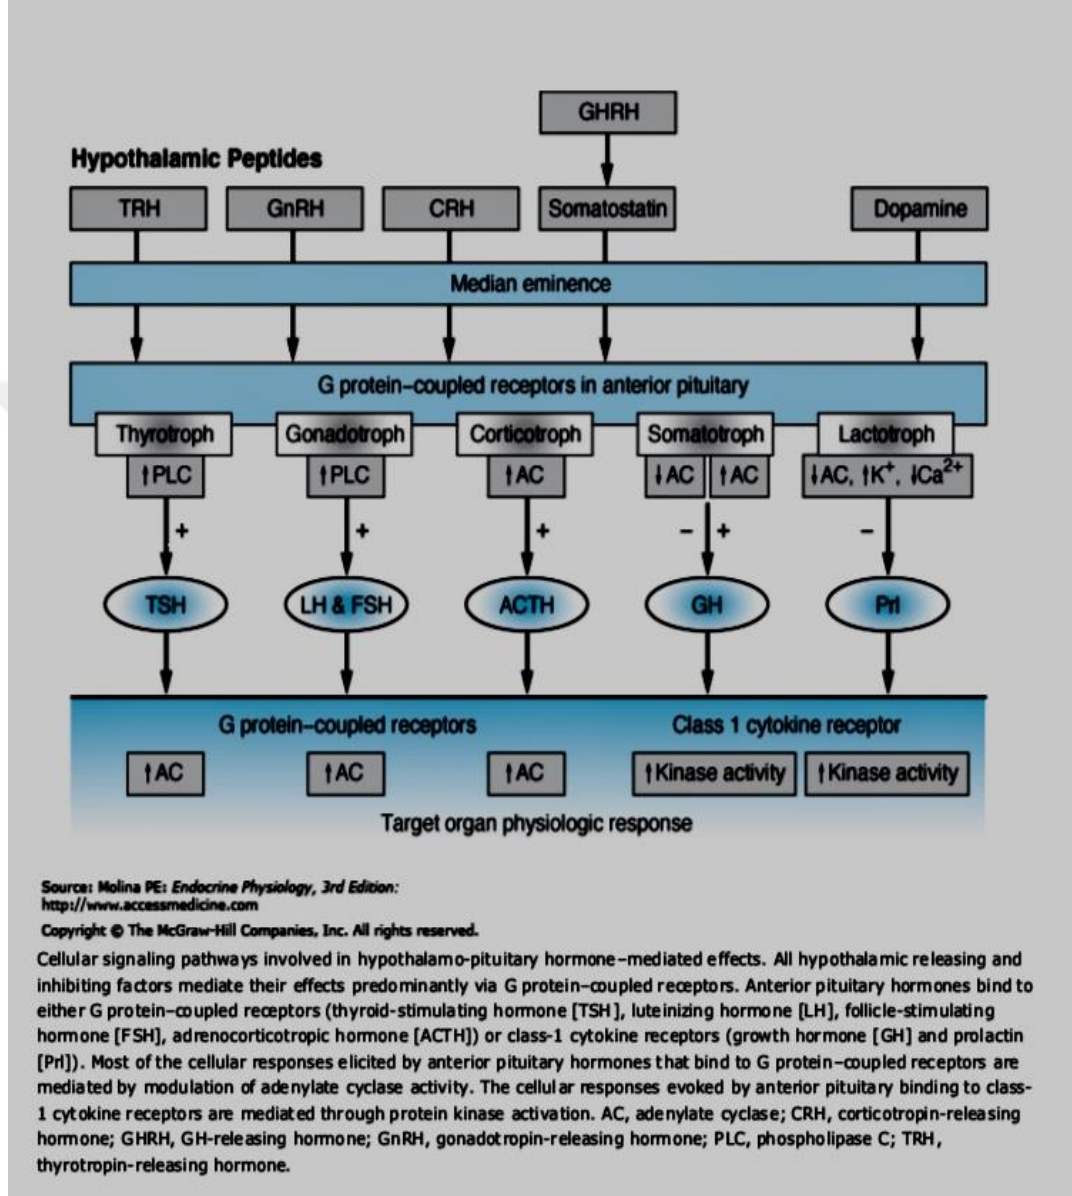 GHRH
Hypothalamic Peptides
TRH GnRH CRH Somatostatin Dopamine
Median eminence
G protein–coupled receptors in anterior pituitary
Thyrotroph Gonadotroph Corticotroph Somatotroph Lactotroph
↑PLC ↑PLC ↑AC ↓AC ↑AC ↓AC, ↑K⁺, ↓Ca²⁺
+ + + – + –
TSH LH & FSH ACTH GH Prl
G protein–coupled receptors Class 1 cytokine receptor
↑AC ↑AC ↑AC ↑Kinase activity ↑Kinase activity
Target organ physiologic response
Source: Molina PE: Endocrine Physiology, 3rd Edition:
http://www.accessmedicine.com
Copyright © The McGraw-Hill Companies, Inc. All rights reserved.
Cellular signaling pathways involved in hypothalamo-pituitary hormone–mediated effects. All hypothalamic releasing and
inhibiting factors mediate their effects predominantly via G protein–coupled receptors. Anterior pituitary hormones bind to
either G protein–coupled receptors (thyroid-stimulating hormone [TSH], luteinizing hormone [LH], follicle-stimulating
hormone [FSH], adrenocorticotropic hormone [ACTH]) or class-1 cytokine receptors (growth hormone [GH] and prolactin
[Prl]). Most of the cellular responses elicited by anterior pituitary hormones that bind to G protein–coupled receptors are
mediated by modulation of adenylate cyclase activity. The cellular responses evoked by anterior pituitary binding to class-
1 cytokine receptors are mediated through protein kinase activation. AC, adenylate cyclase; CRH, corticotropin-releasing
hormone; GHRH, GH-releasing hormone; GnRH, gonadotropin-releasing hormone; PLC, phospholipase C; TRH,
thyrotropin-releasing hormone.